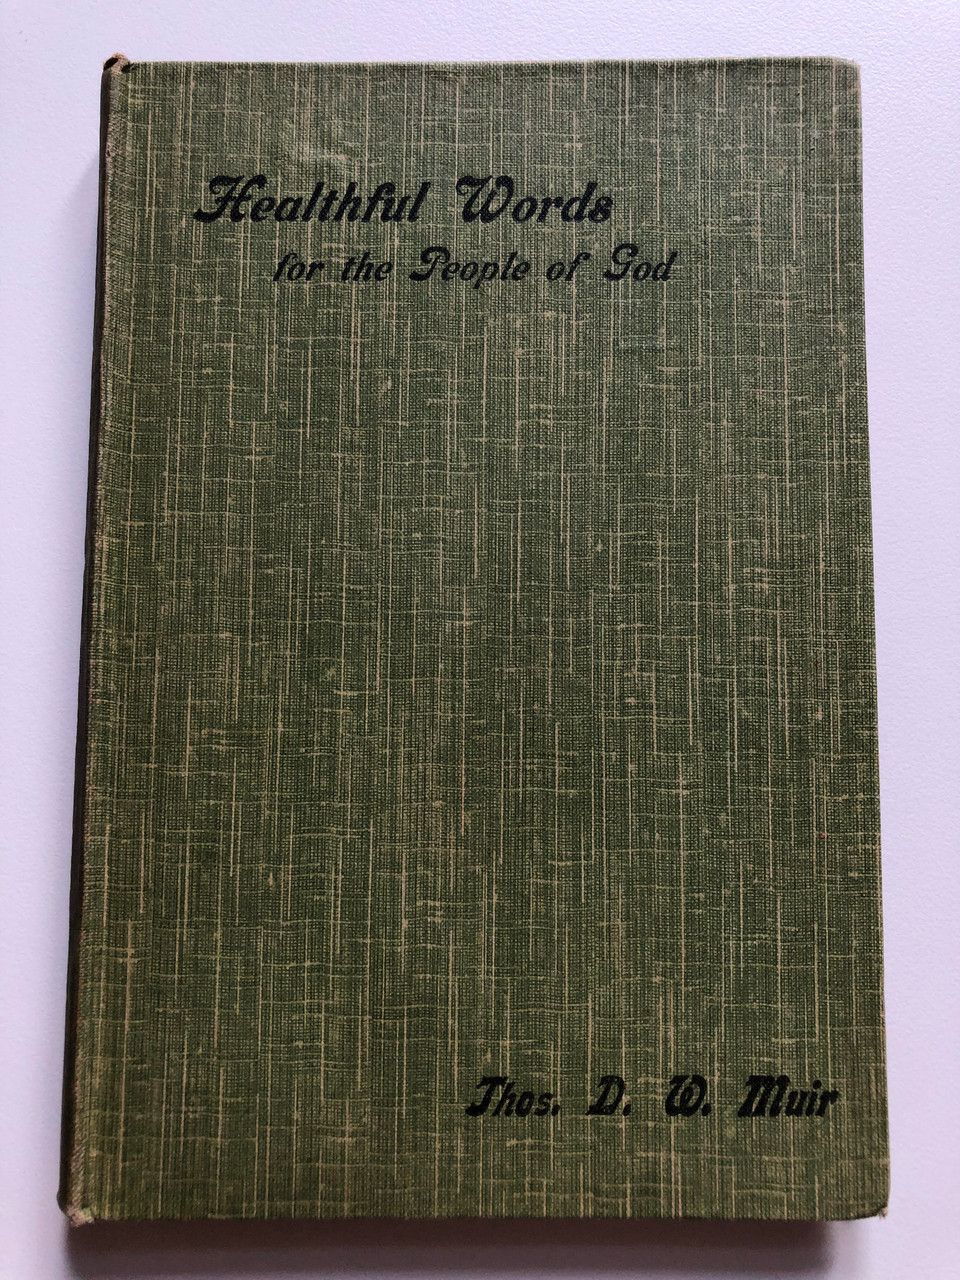 Healthful Words
for the People of God
Thos. D. W. Muir